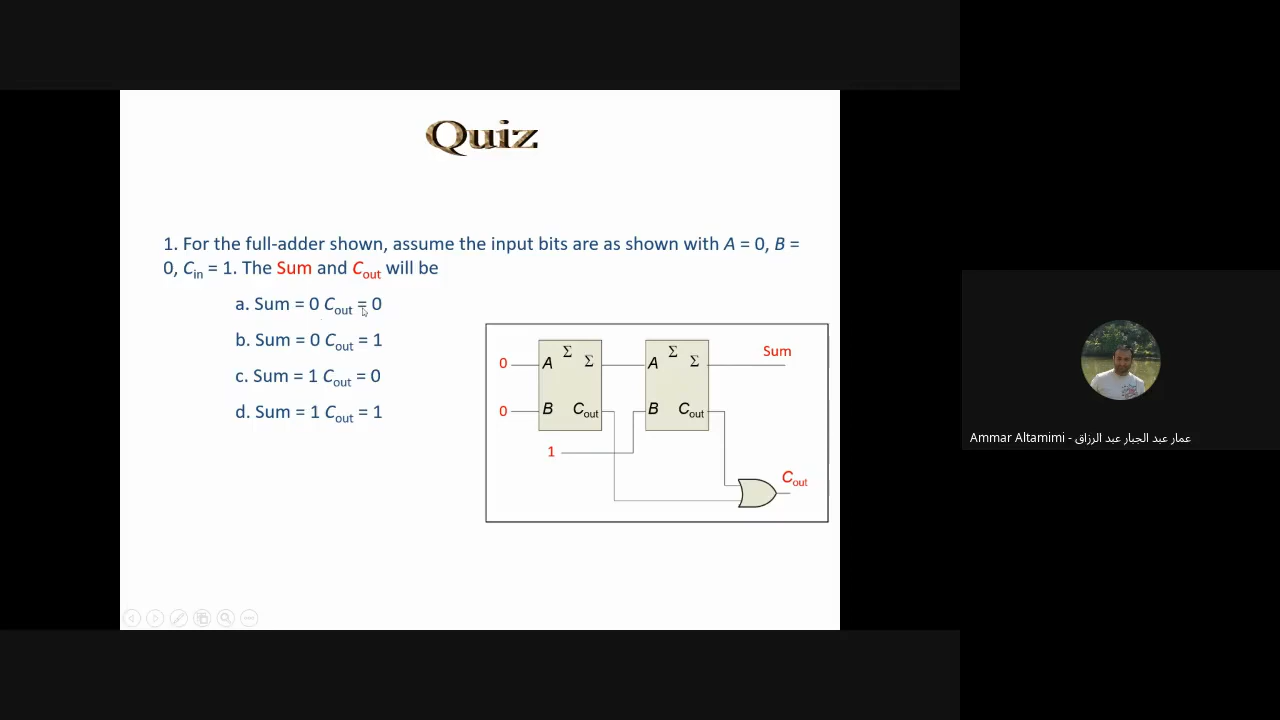 Quiz
1. For the full-adder shown, assume the input bits are as shown with A = 0, B =
0, Cin = 1. The Sum and Cout will be
a. Sum = 0 Cout = 0
b. Sum = 0 Cout = 1
c. Sum = 1 Cout = 0
d. Sum = 1 Cout = 1
Σ Σ Sum
0 A Σ A Σ
0 B Cout B Cout
1
Cout
Ammar Altamimi - عمار عبد الجبار عبد الرزاق